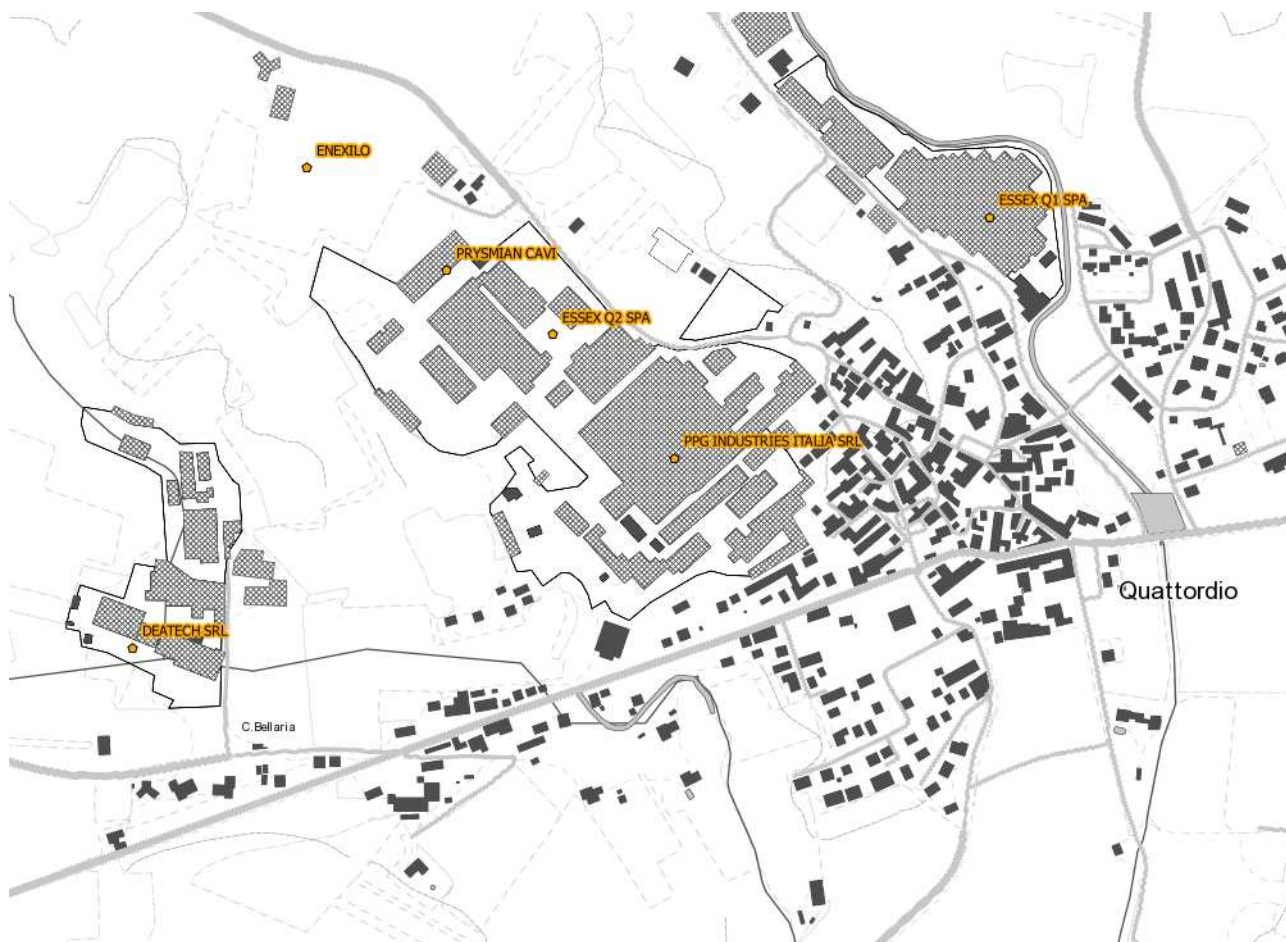 ENEXILO
ESSEX Q1 SPA
PRYSMIAN CAVI
ESSEX Q2 SPA
PPG INDUSTRIES ITALIA SRL
Quattordio
DEATECH SRL
C.Bellaria